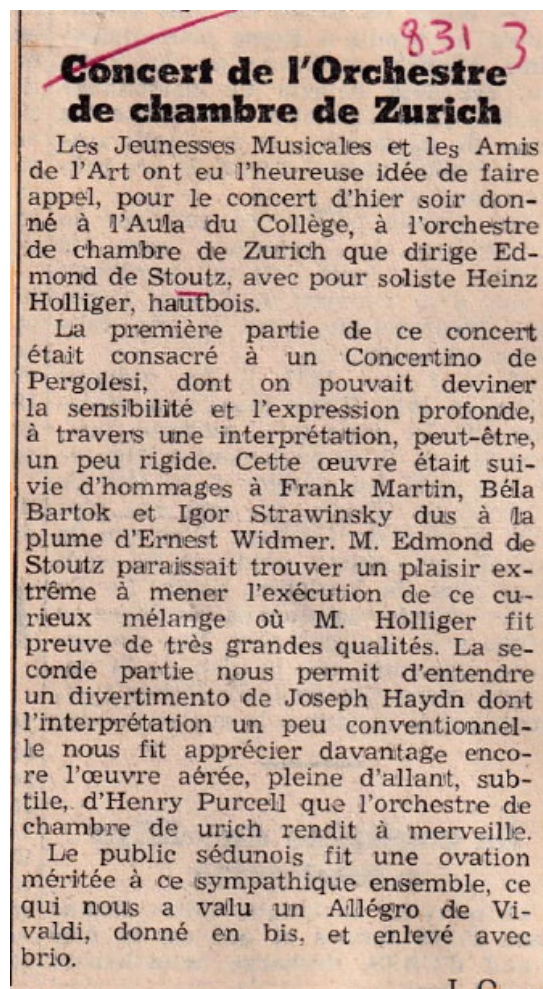 831 3
Concert de l'Orchestre
de chambre de Zurich
Les Jeunesses Musicales et les Amis
de l'Art ont eu l'heureuse idée de faire
appel, pour le concert d'hier soir don-
né à l'Aula du Collège, à l'orchestre
de chambre de Zurich que dirige Ed-
mond de Stoutz, avec pour soliste Heinz
Holliger, hautbois.
La première partie de ce concert
était consacré à un Concertino de
Pergolesi, dont on pouvait deviner
la sensibilité et l'expression profonde,
à travers une interprétation, peut-être,
un peu rigide. Cette œuvre était sui-
vie d'hommages à Frank Martin, Béla
Bartok et Igor Strawinsky dus à la
plume d'Ernest Widmer. M. Edmond de
Stoutz paraissait trouver un plaisir ex-
trême à mener l'exécution de ce cu-
rieux mélange où M. Holliger fit
preuve de très grandes qualités. La se-
conde partie nous permit d'entendre
un divertimento de Joseph Haydn dont
l'interprétation un peu conventionnel-
le nous fit apprécier davantage enco-
re l'œuvre aérée, pleine d'allant, sub-
tile, d'Henry Purcell que l'orchestre de
chambre de urich rendit à merveille.
Le public sédunois fit une ovation
méritée à ce sympathique ensemble, ce
qui nous a valu un Allégro de Vi-
valdi, donné en bis, et enlevé avec
brio.